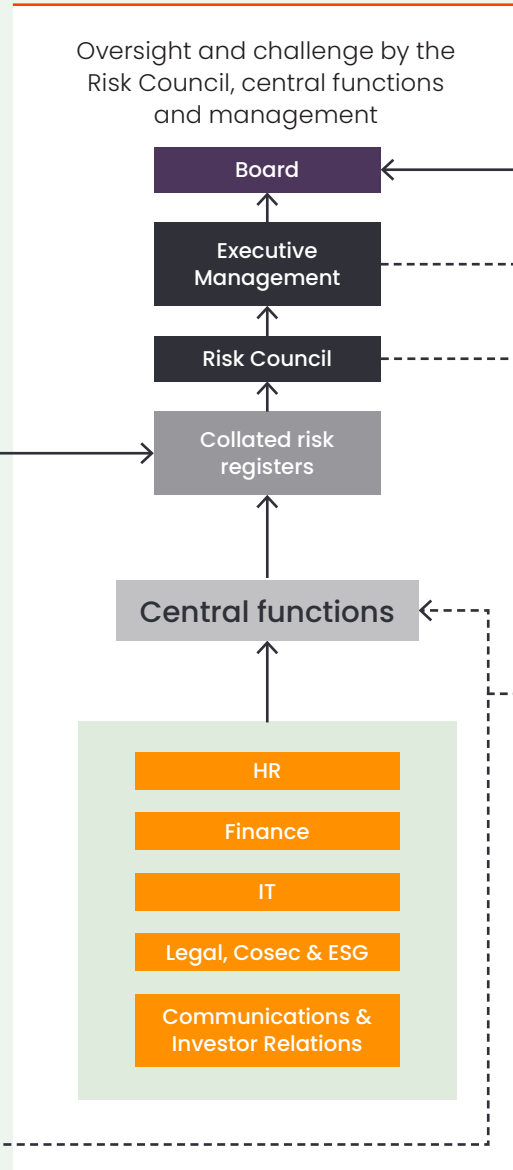 Oversight and challenge by the
Risk Council, central functions
and management
Board
Executive
Management
Risk Council
Collated risk
registers
Central functions
HR
Finance
IT
Legal, Cosec & ESG
Communications &
Investor Relations